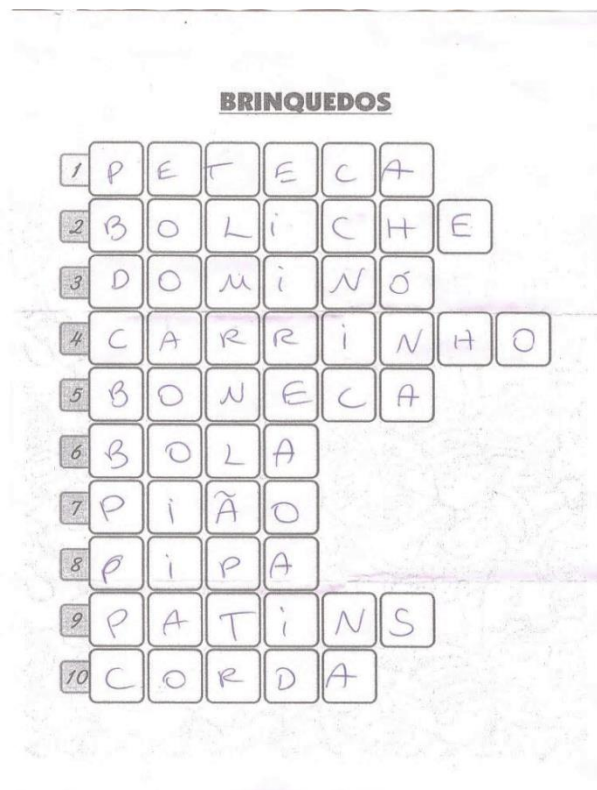 BRINQUEDOS
1 PETECA
2 BOLiCHE
3 DOMiNÓ
4 CARRiNHO
5 BONECA
6 BOLA
7 PiÃO
8 PiPA
9 PATiNS
10 CORDA